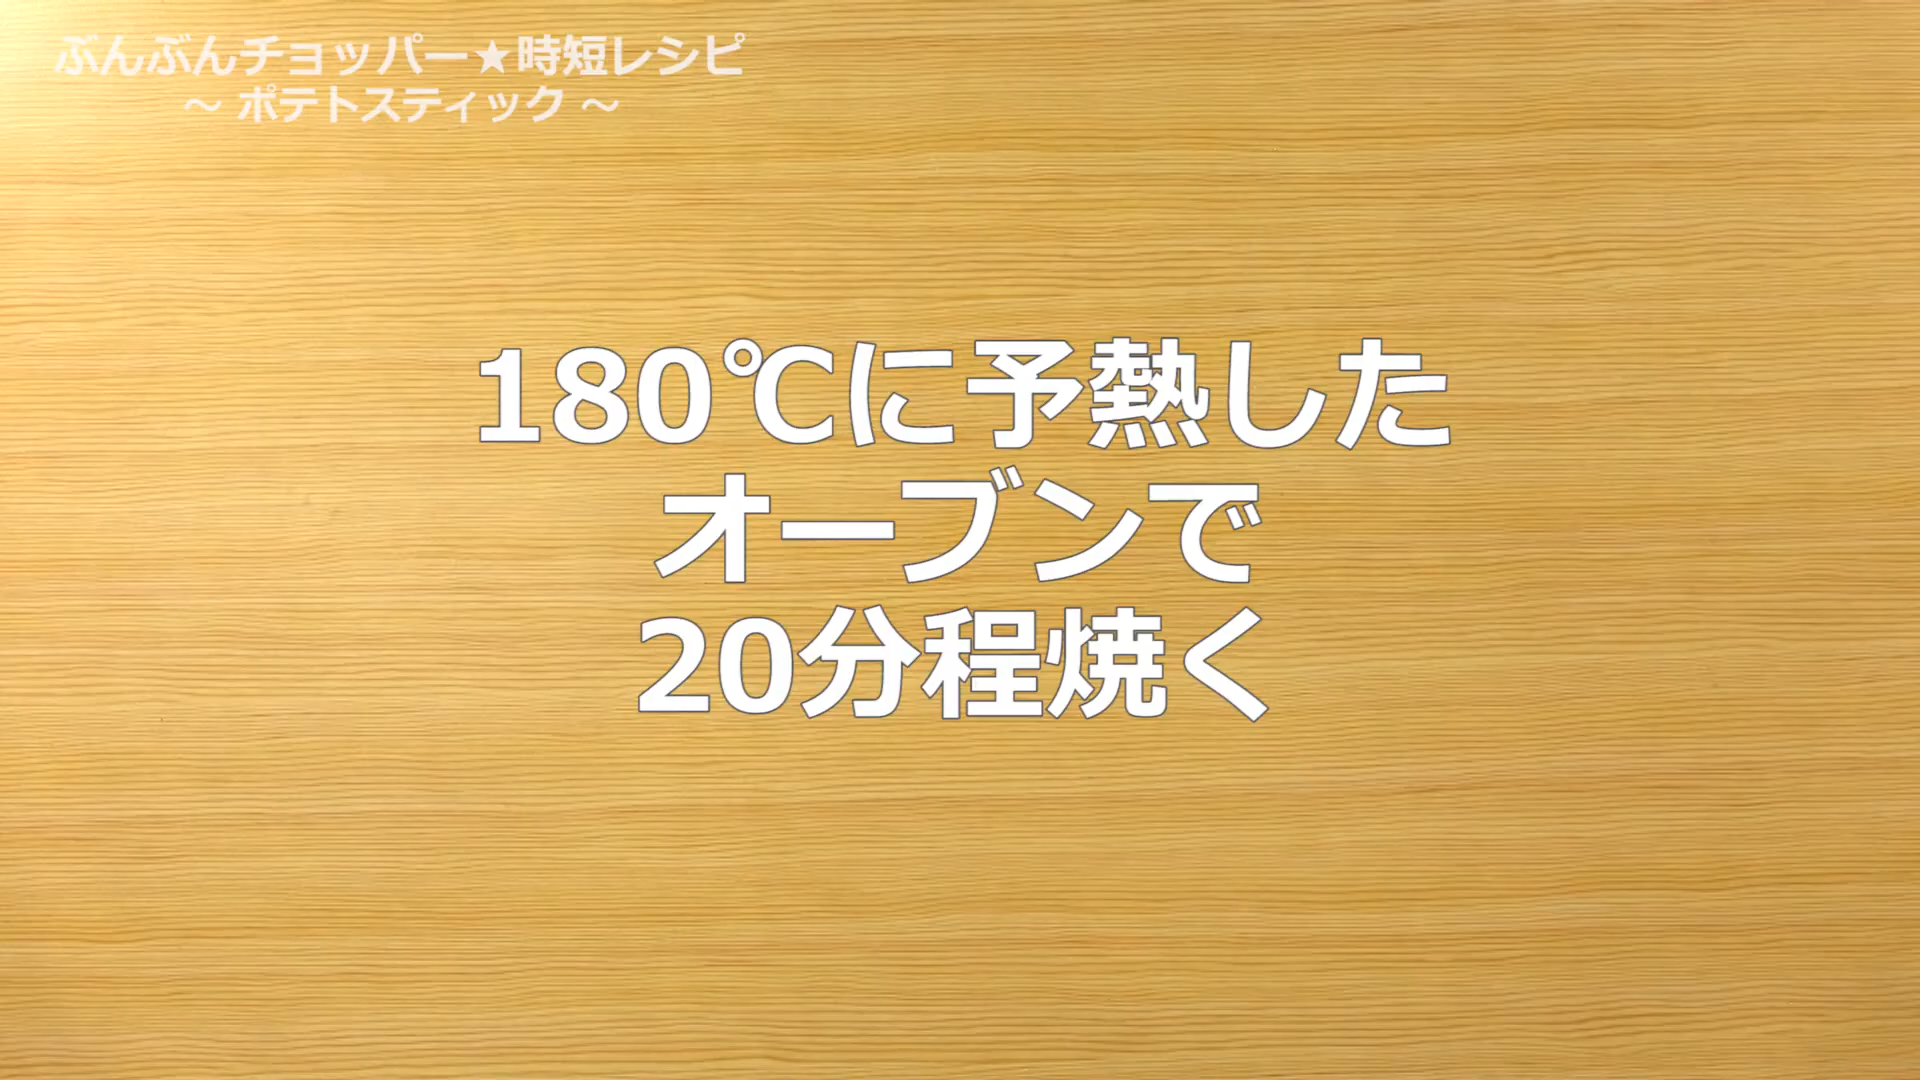 ぶんぶんチョッパー★時短レシピ
～ ポテトスティック ～
180℃に予熱した
オーブンで
20分程焼く